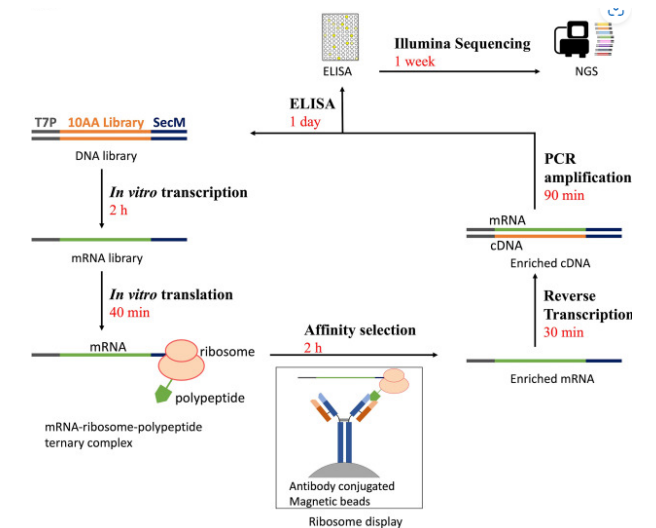 Illumina Sequencing
1 week
ELISA
NGS
ELISA
1 day
T7P 10AA Library SecM
DNA library
In vitro transcription
2 h
mRNA library
In vitro translation
40 min
mRNA
ribosome
polypeptide
mRNA-ribosome-polypeptide
ternary complex
Affinity selection
2 h
Antibody conjugated
Magnetic beads
Ribosome display
PCR
amplification
90 min
mRNA
cDNA
Enriched cDNA
Reverse
Transcription
30 min
Enriched mRNA